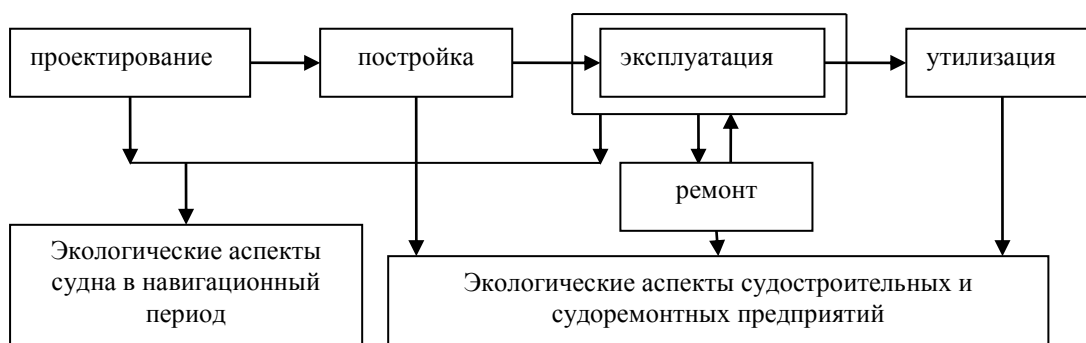 проектирование
постройка
эксплуатация
утилизация
ремонт
Экологические аспекты
судна в навигационный
период
Экологические аспекты судостроительных и
судоремонтных предприятий